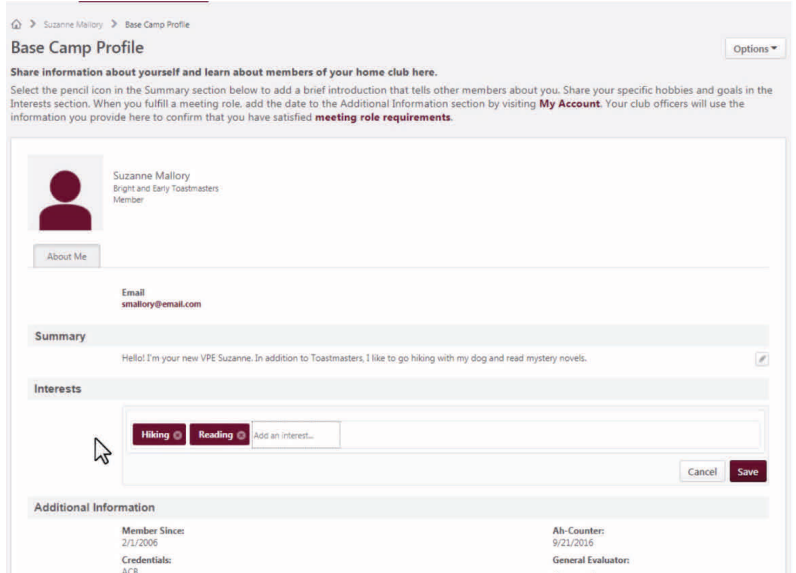 Suzanne Mallory > Base Camp Profile
Base Camp Profile
Options
Share information about yourself and learn about members of your home club here.
Select the pencil icon in the Summary section below to add a brief introduction that tells other members about you. Share your specific hobbies and goals in the
Interests section. When you fulfill a meeting role, add the date to the Additional Information section by visiting My Account. Your club officers will use the
information you provide here to confirm that you have satisfied meeting role requirements.
Suzanne Mallory
Bright and Early Toastmasters
Member
About Me
Email
smallory@email.com
Summary
Hello! I'm your new VPE Suzanne. In addition to Toastmasters, I like to go hiking with my dog and read mystery novels.
Interests
Hiking Reading Add an interest...
Cancel Save
Additional Information
Member Since: Ah-Counter:
2/1/2006 9/21/2016
Credentials: General Evaluator:
ACB